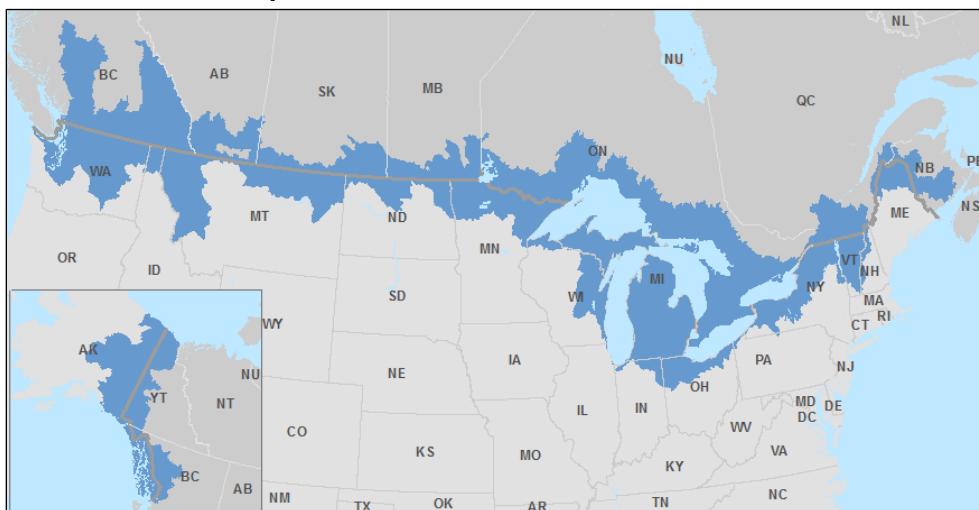 NL
NU
BC
AB
SK
MB
QC
ON
NB
PE
WA
NS
ME
MT
ND
MN
OR
ID
VT
NH
NY
MI
WI
SD
MA
RI
CT
WY
AK
IA
PA
NJ
NE
OH
NU
YT
NT
IL
IN
MD
DE
DC
WV
CO
KS
MO
VA
KY
BC
AB
NM
TX
OK
AR
TN
NC